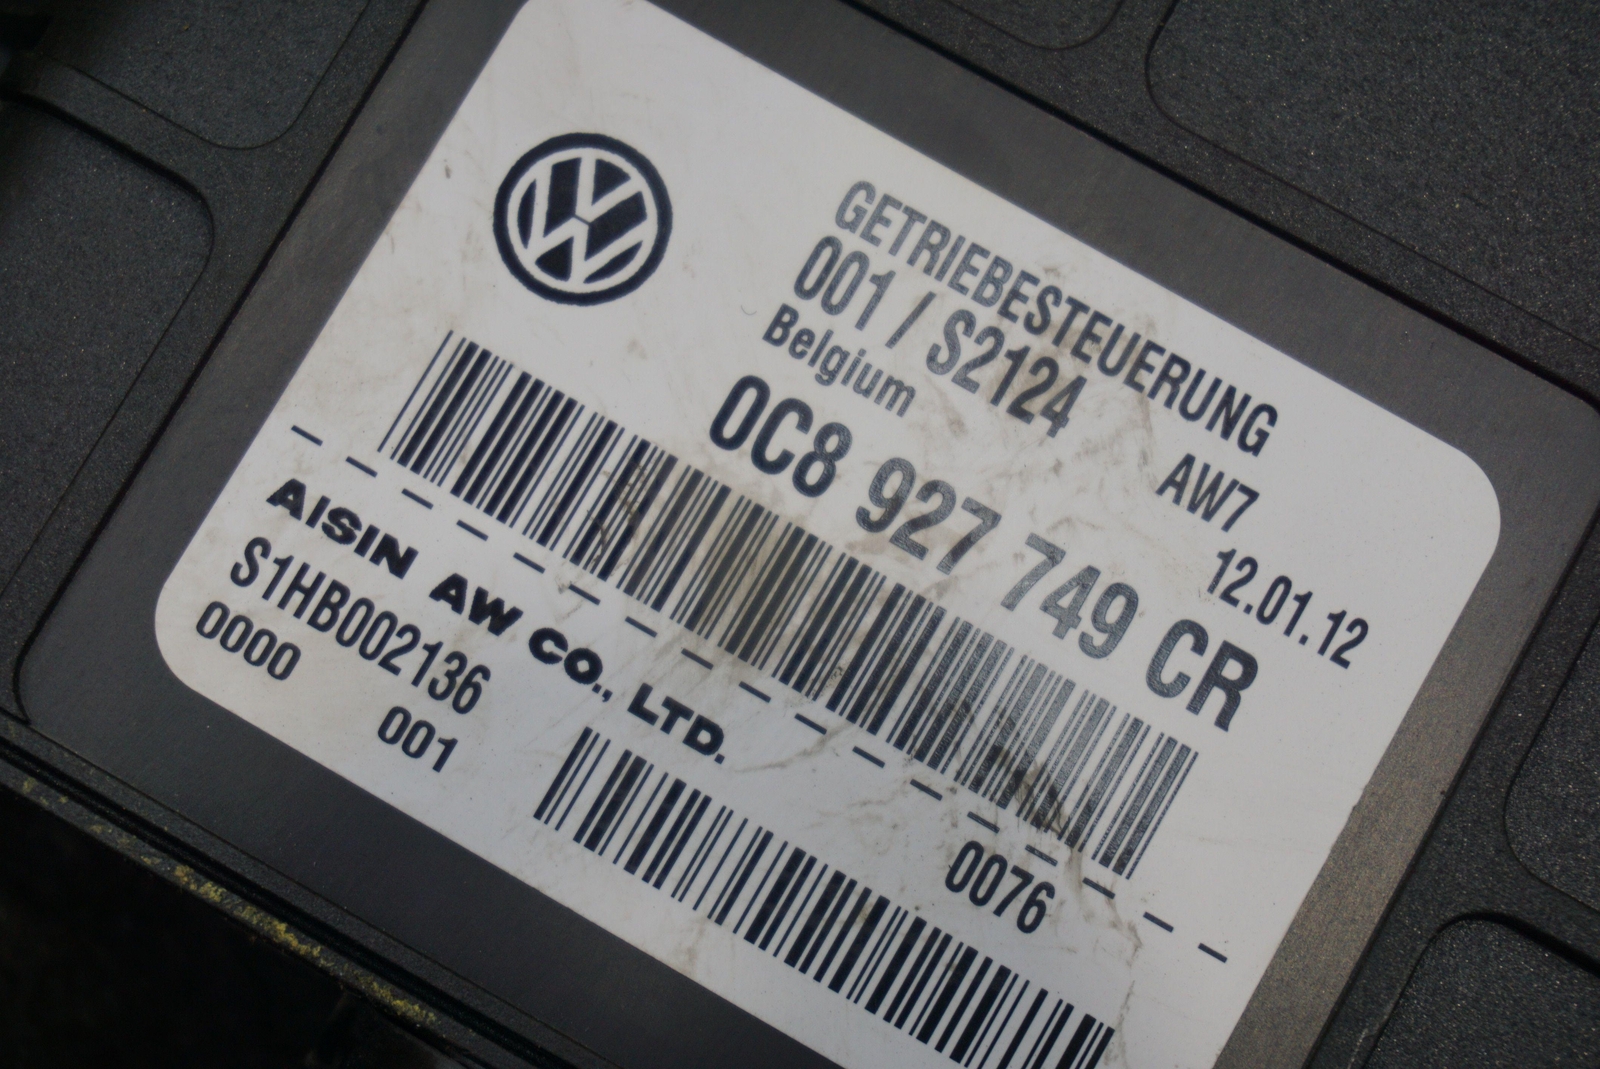 GETRIEBESTEUERUNG
001 / S2124 AW7
Belgium 12.01.12
0C8 927 749 CR
AISIN AW CO., LTD. 0076
S1HB002136
0000 001